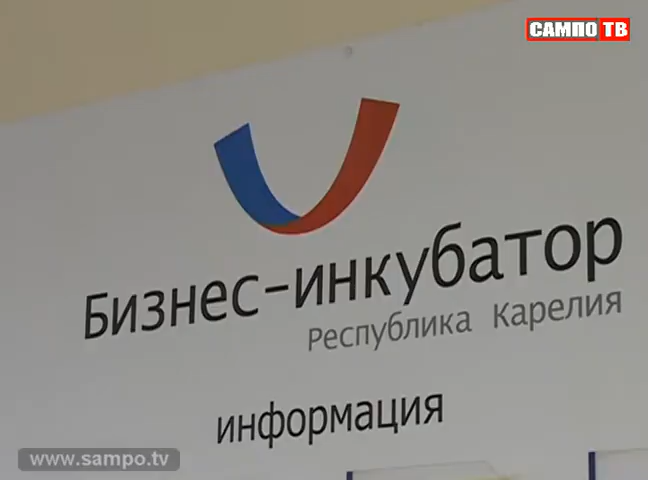 САМПО ТВ
Бизнес-инкубатор
Республика Карелия
информация
www.sampo.tv